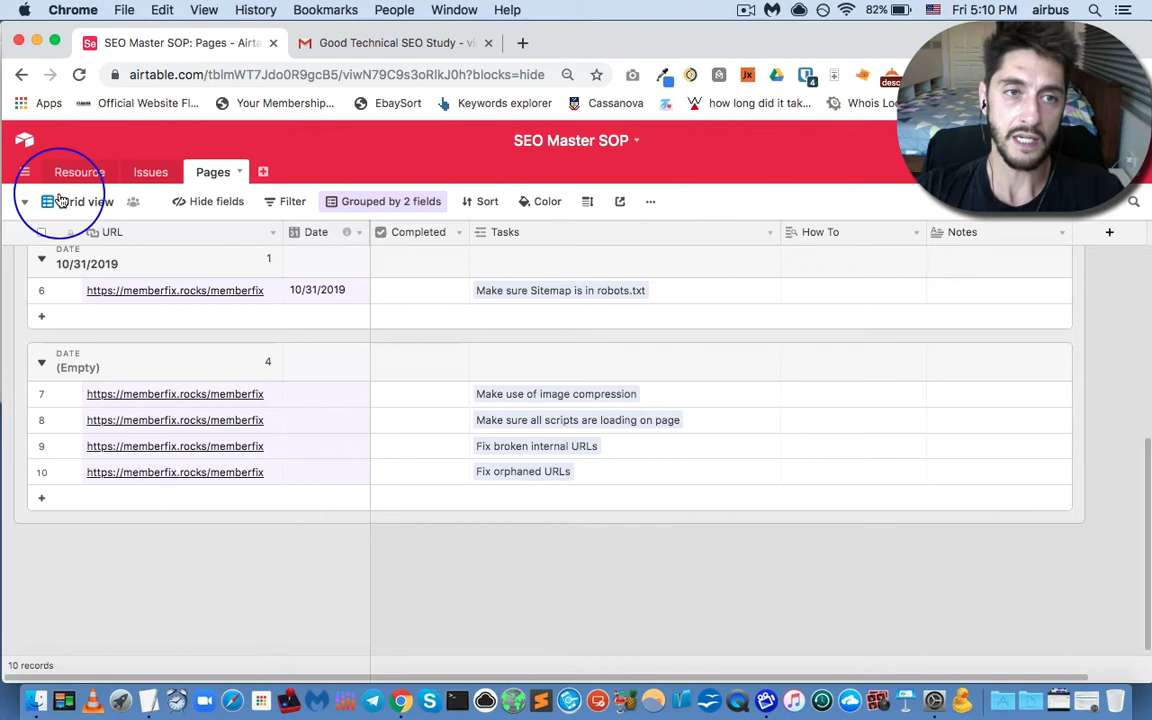 Chrome File Edit View History Bookmarks People Window Help 82% Fri 5:10 PM airbus
Se SEO Master SOP: Pages - Airta Good Technical SEO Study - vi
airtable.com/tblmWT7Jdo0R9gcB5/viwN79C9s3oRlkJ0h?blocks=hide JX 4 desc
Apps Official Website Fl... Your Membership... EbaySort Keywords explorer Cassanova how long did it tak... Whois Loo
SEO Master SOP
Resource Issues Pages
Grid view Hide fields Filter Grouped by 2 fields Sort Color
URL Date Completed Tasks How To Notes
DATE
10/31/2019 1
6 https://memberfix.rocks/memberfix 10/31/2019 Make sure Sitemap is in robots.txt
+
DATE
(Empty) 4
7 https://memberfix.rocks/memberfix Make use of image compression
8 https://memberfix.rocks/memberfix Make sure all scripts are loading on page
9 https://memberfix.rocks/memberfix Fix broken internal URLs
10 https://memberfix.rocks/memberfix Fix orphaned URLs
+
10 records